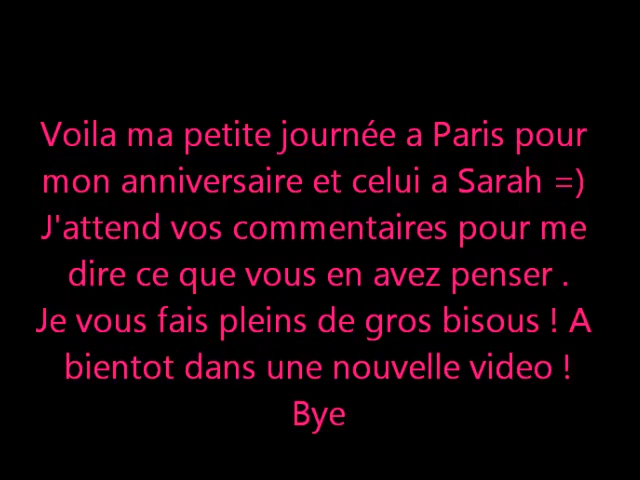 Voila ma petite journée a Paris pour
mon anniversaire et celui a Sarah =)
J'attend vos commentaires pour me
dire ce que vous en avez penser .
Je vous fais pleins de gros bisous ! A
bientot dans une nouvelle video !
Bye